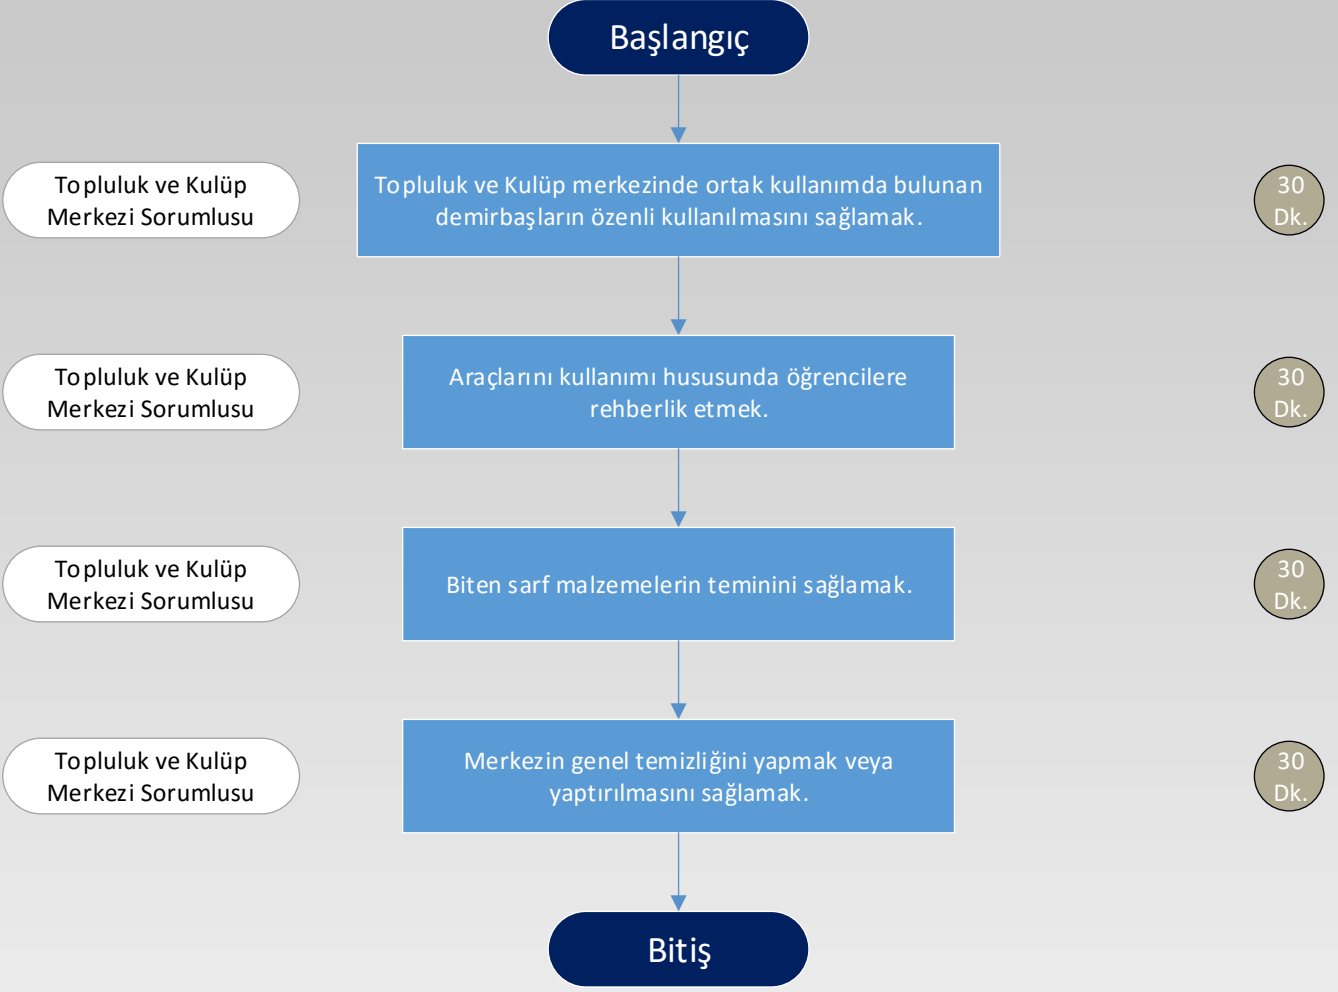 Başlangıç
Topluluk ve Kulüp
Merkezi Sorumlusu
Topluluk ve Kulüp merkezinde ortak kullanımda bulunan
demirbaşların özenli kullanılmasını sağlamak.
30
Dk.
Topluluk ve Kulüp
Merkezi Sorumlusu
Araçlarını kullanımı hususunda öğrencilere
rehberlik etmek.
30
Dk.
Topluluk ve Kulüp
Merkezi Sorumlusu
Biten sarf malzemelerin teminini sağlamak.
30
Dk.
Topluluk ve Kulüp
Merkezi Sorumlusu
Merkezin genel temizliğini yapmak veya
yaptırılmasını sağlamak.
30
Dk.
Bitiş